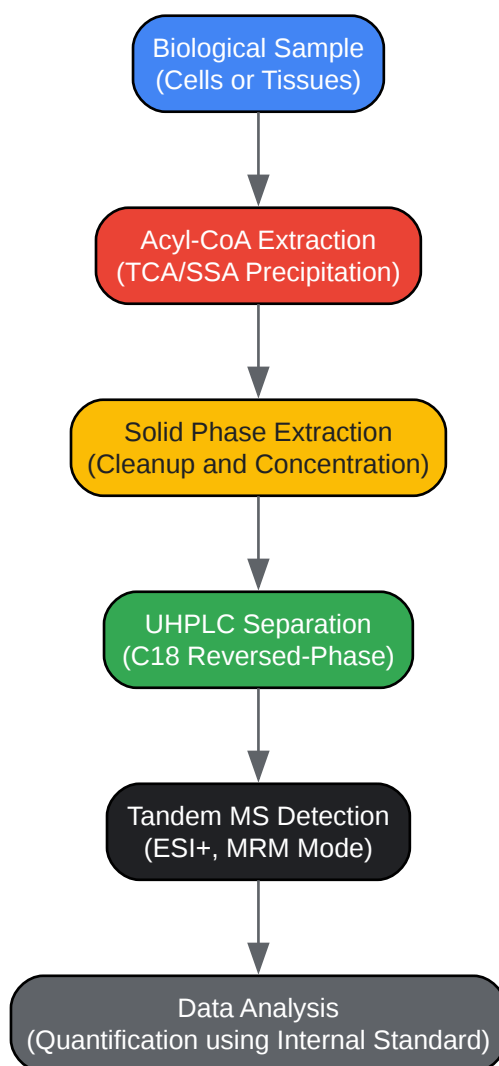 Biological Sample
(Cells or Tissues)
Acyl-CoA Extraction
(TCA/SSA Precipitation)
Solid Phase Extraction
(Cleanup and Concentration)
UHPLC Separation
(C18 Reversed-Phase)
Tandem MS Detection
(ESI+, MRM Mode)
Data Analysis
(Quantification using Internal Standard)